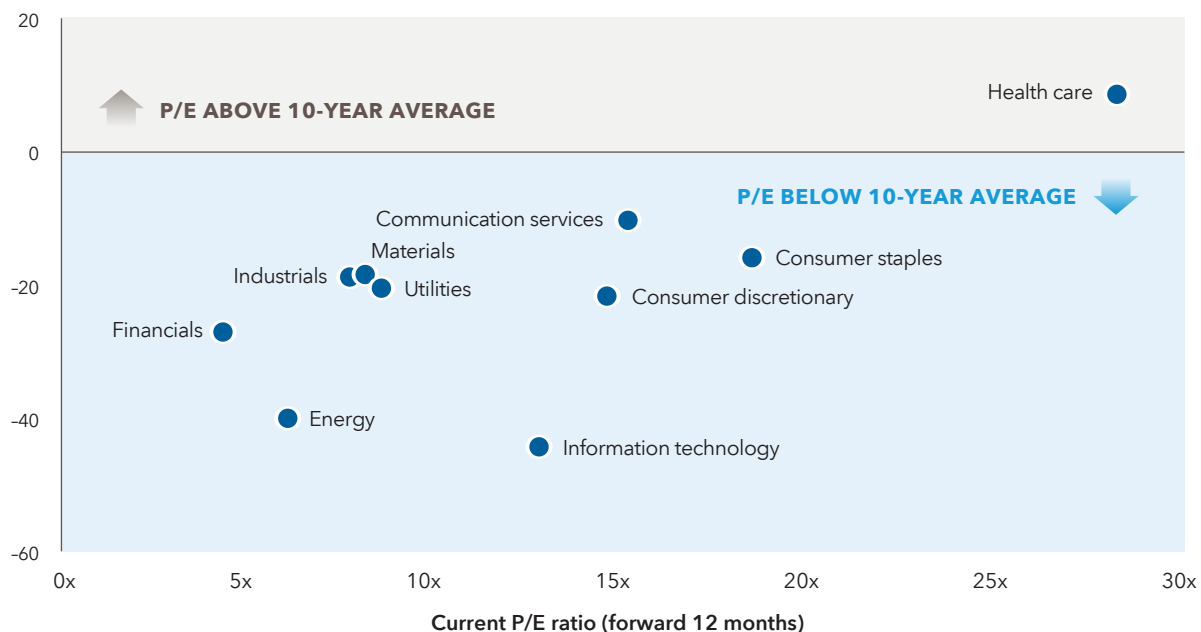 20
Health care
P/E ABOVE 10-YEAR AVERAGE
0
P/E BELOW 10-YEAR AVERAGE
Communication services
Materials
Consumer staples
Industrials
–20
Utilities
Consumer discretionary
Financials
–40
Energy
Information technology
–60
0x 5x 10x 15x 20x 25x 30x
Current P/E ratio (forward 12 months)